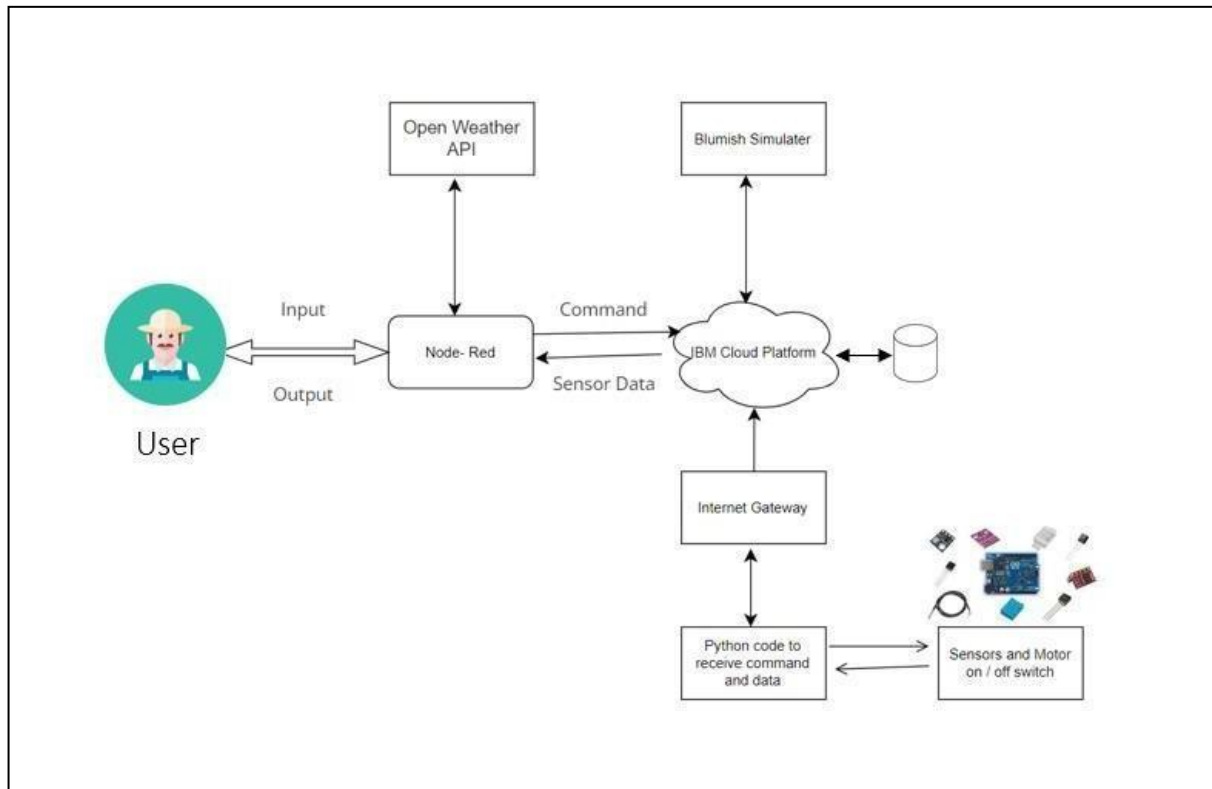 Open Weather
API
Blumish Simulater
Input
Command
Node- Red
IBM Cloud Platform
Output
Sensor Data
User
Internet Gateway
Python code to
receive command
and data
Sensors and Motor
on / off switch